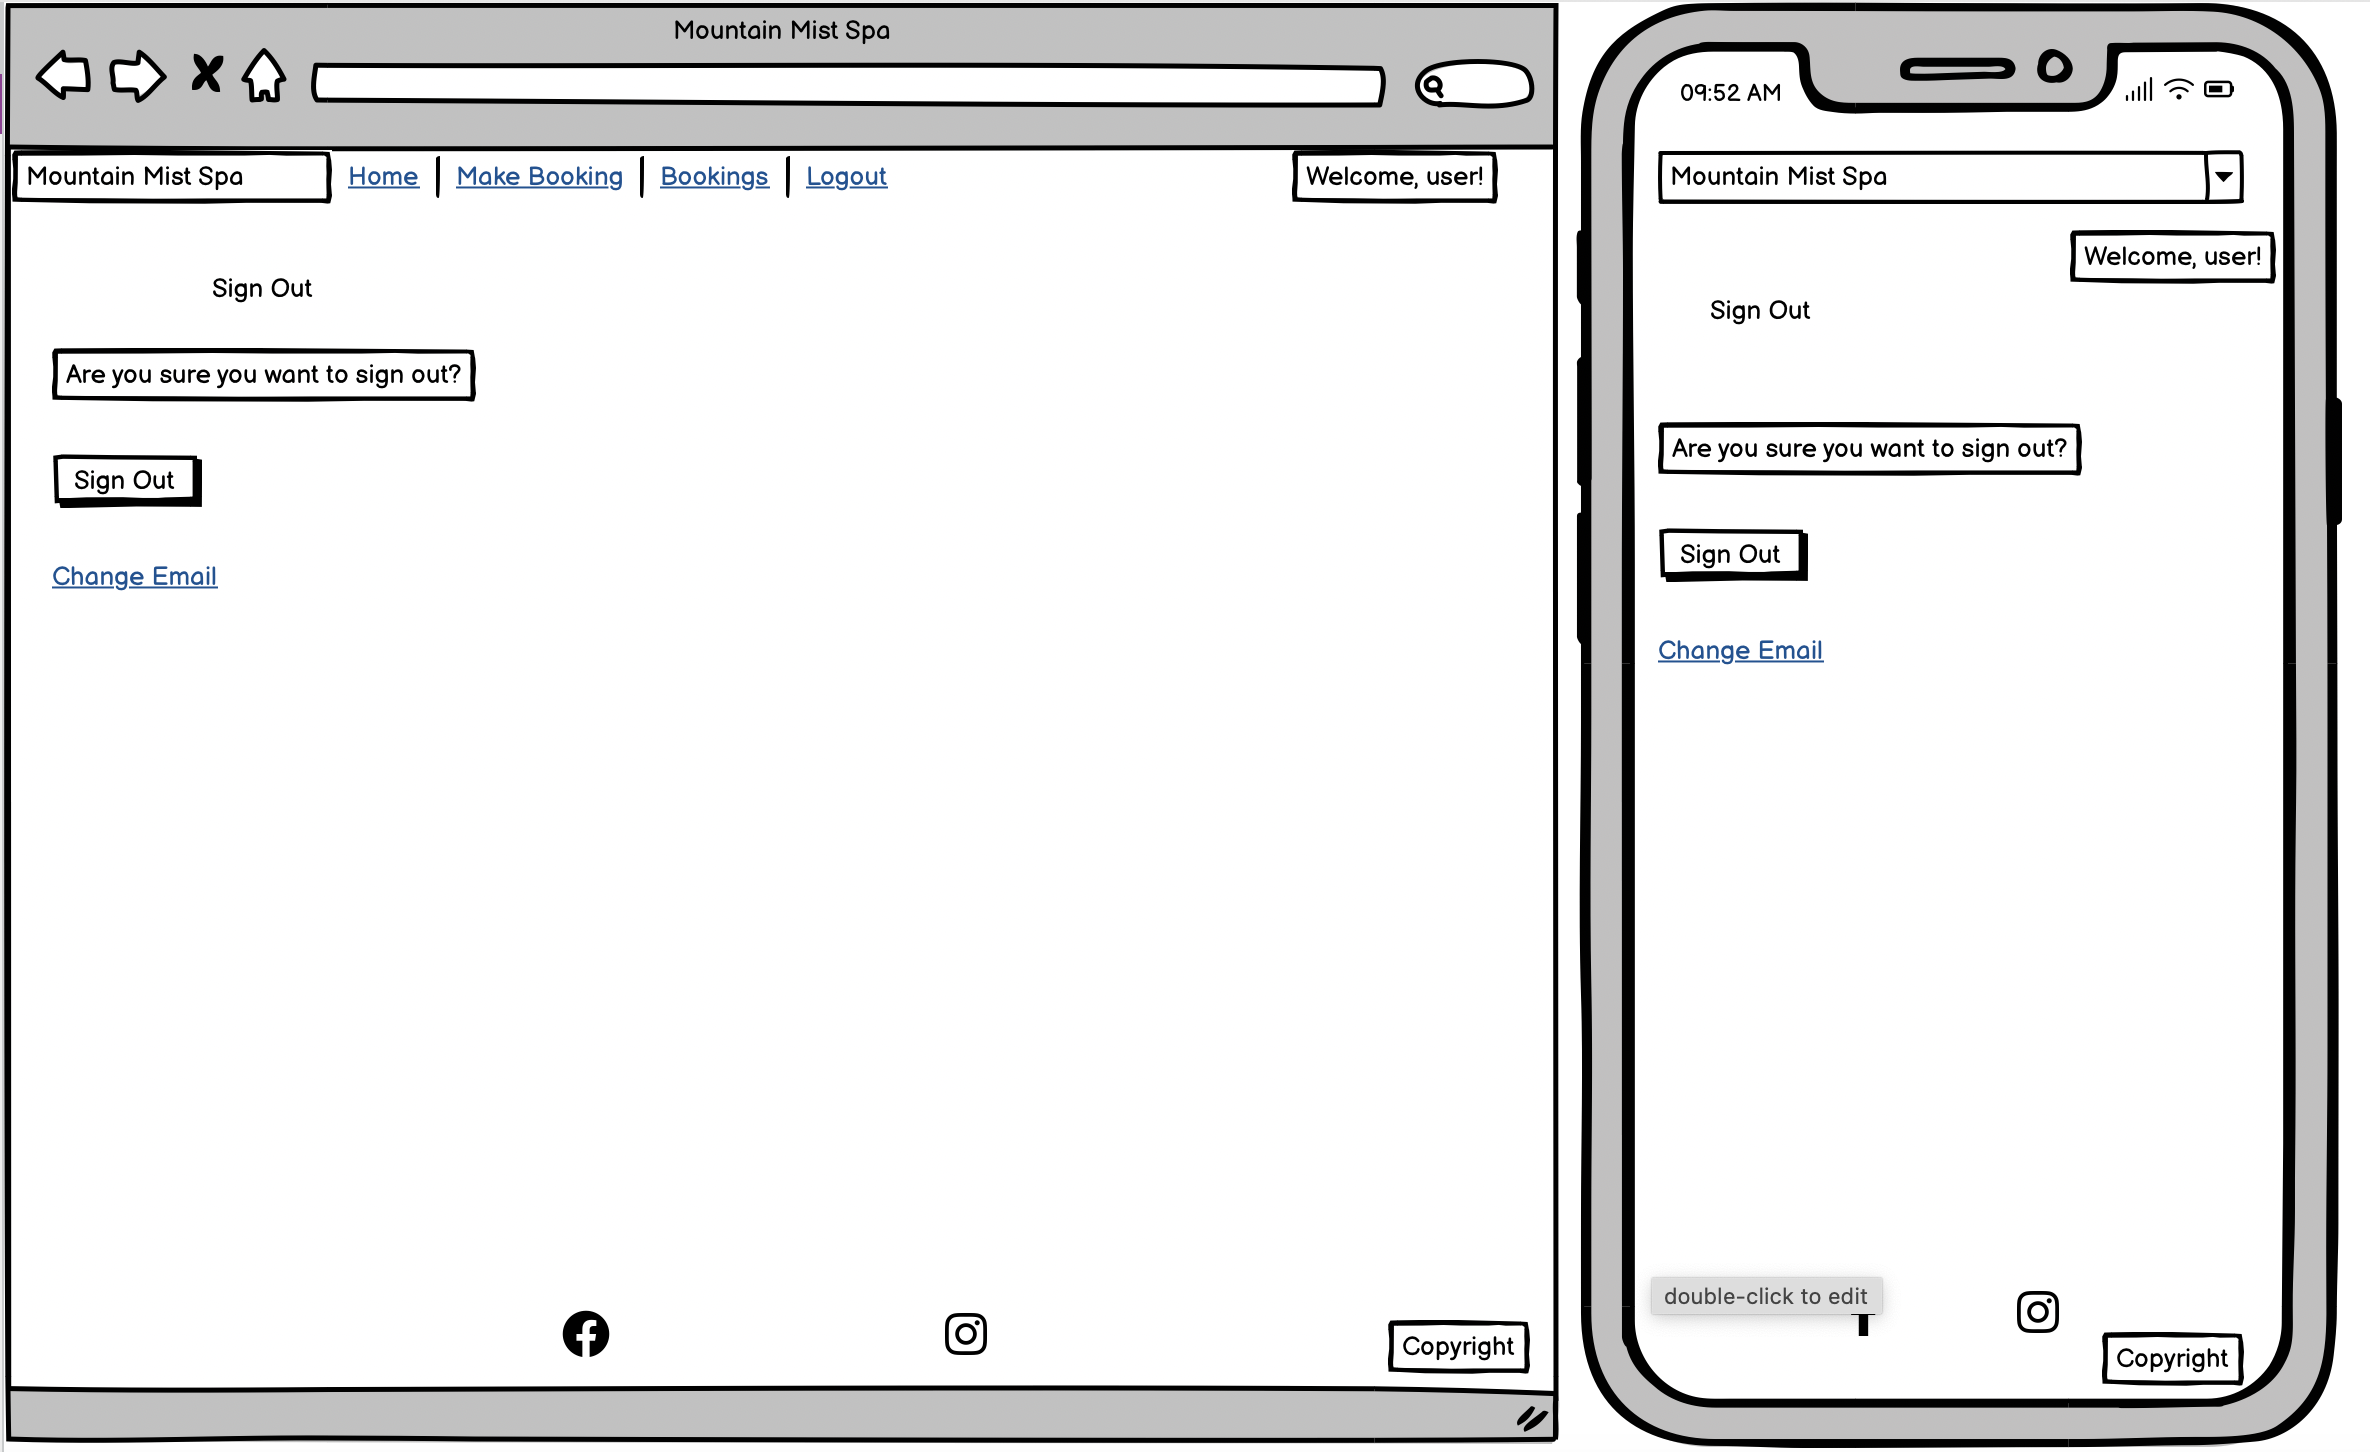 Mountain Mist Spa
Mountain Mist Spa
Home
Make Booking
Bookings
Logout
Welcome, user!
Sign Out
Are you sure you want to sign out?
Sign Out
Change Email
Copyright
09:52 AM
Mountain Mist Spa
Welcome, user!
Sign Out
Are you sure you want to sign out?
Sign Out
Change Email
double-click to edit
Copyright